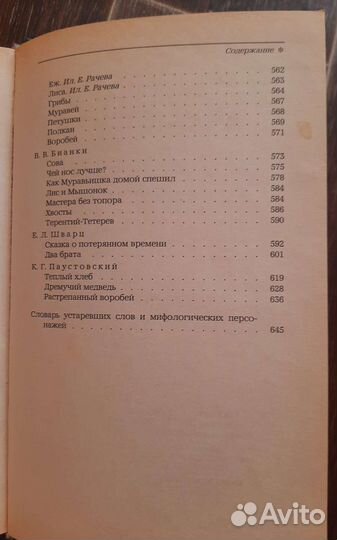 Содержание ❋
Еж. Ил. Е. Рачева 562
Лиса. Ил. Е. Рачева 563
Грибы 564
Муравей 567
Петушки 568
Полкан 569
Воробей 571
В. В. Бианки
Сова 573
Чей нос лучше? 575
Как Муравьишка домой спешил 578
Лис и Мышонок 584
Мастера без топора 584
Хвосты 586
Терентий-Тетерев 590
Е. Л. Шварц
Сказка о потерянном времени 592
Два брата 601
К. Г. Паустовский
Теплый хлеб 619
Дремучий медведь 628
Растрепанный воробей 636
Словарь устаревших слов и мифологических персо-
нажей 645
Avito